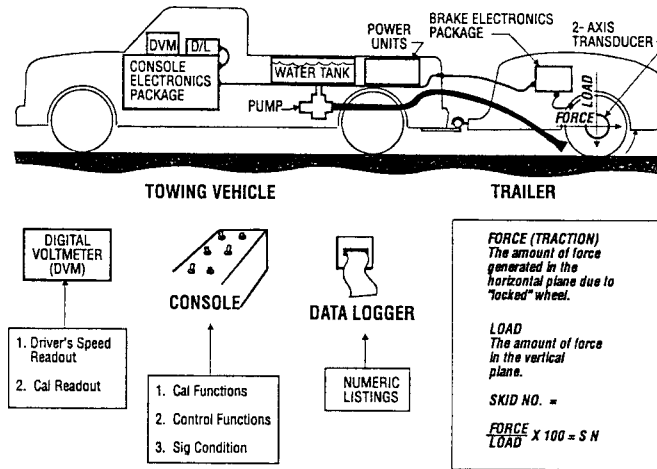 DVM
D/L
CONSOLE
ELECTRONICS
PACKAGE
WATER TANK
POWER
UNITS
BRAKE ELECTRONICS
PACKAGE
2- AXIS
TRANSDUCER
PUMP
LOAD
FORCE
TOWING VEHICLE
TRAILER
DIGITAL
VOLTMETER
(DVM)
1. Driver's Speed
Readout
2. Cal Readout
CONSOLE
1. Cal Functions
2. Control Functions
3. Sig Condition
DATA LOGGER
NUMERIC
LISTINGS
FORCE (TRACTION)
The amount of force
generated in the
horizontal plane due to
"locked" wheel.
LOAD
The amount of force
in the vertical
plane.
SKID NO. =
FORCE
LOAD X 100 = S N